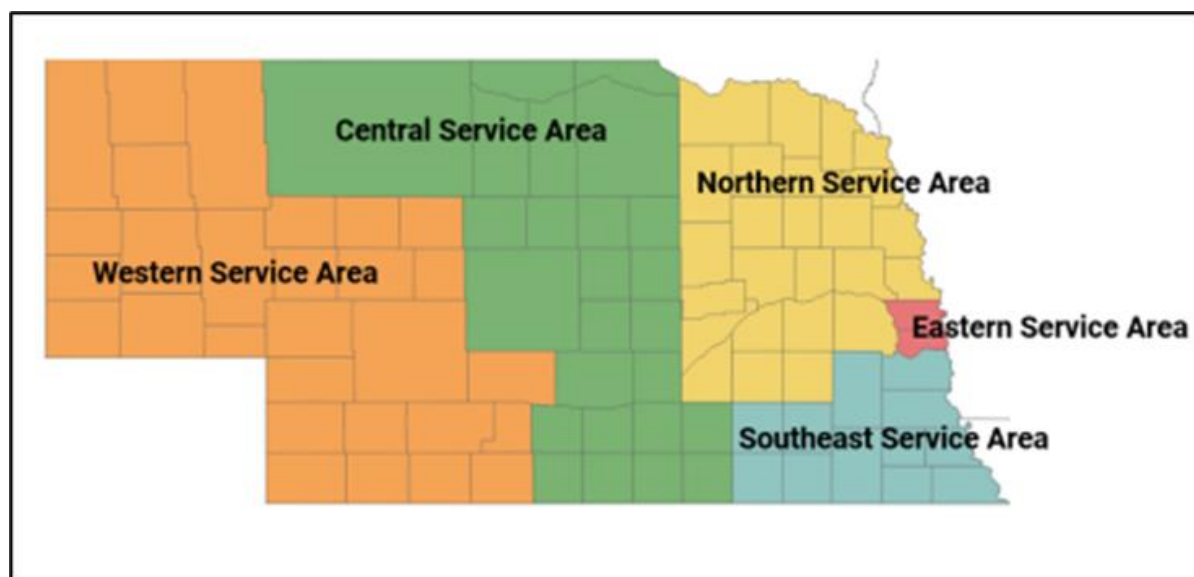 Central Service Area
Northern Service Area
Western Service Area
Eastern Service Area
Southeast Service Area